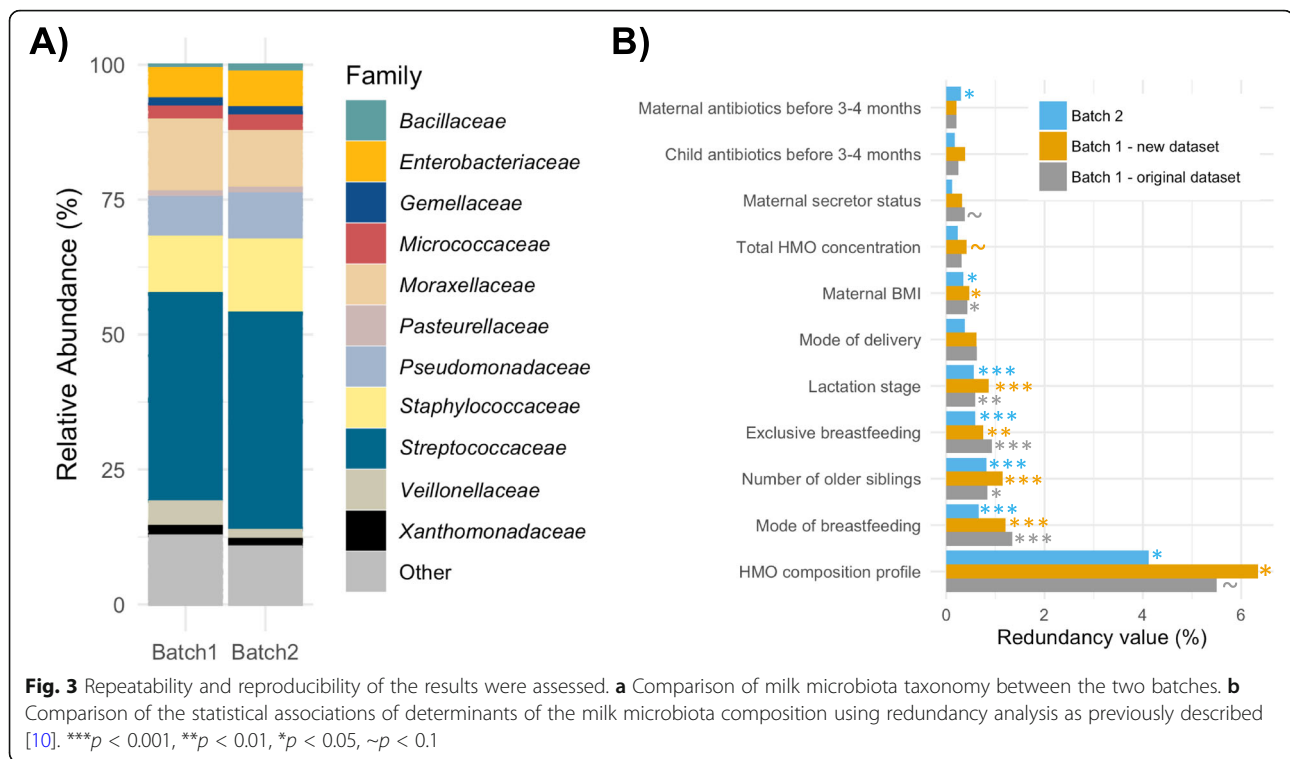 A)
100
75
50
25
0
Relative Abundance (%)
Batch1 Batch2
Family
Bacillaceae
Enterobacteriaceae
Gemellaceae
Micrococcaceae
Moraxellaceae
Pasteurellaceae
Pseudomonadaceae
Staphylococcaceae
Streptococcaceae
Veillonellaceae
Xanthomonadaceae
Other
B)
Maternal antibiotics before 3-4 months *
Child antibiotics before 3-4 months
Maternal secretor status ~
Total HMO concentration ~
Maternal BMI * * *
Mode of delivery
Lactation stage *** *** **
Exclusive breastfeeding *** ** ***
Number of older siblings *** *** *
Mode of breastfeeding *** *** ***
HMO composition profile * * ~
Batch 2
Batch 1 - new dataset
Batch 1 - original dataset
0 2 4 6
Redundancy value (%)
Fig. 3 Repeatability and reproducibility of the results were assessed. a Comparison of milk microbiota taxonomy between the two batches. b
Comparison of the statistical associations of determinants of the milk microbiota composition using redundancy analysis as previously described
[10]. ***p < 0.001, **p < 0.01, *p < 0.05, ~p < 0.1